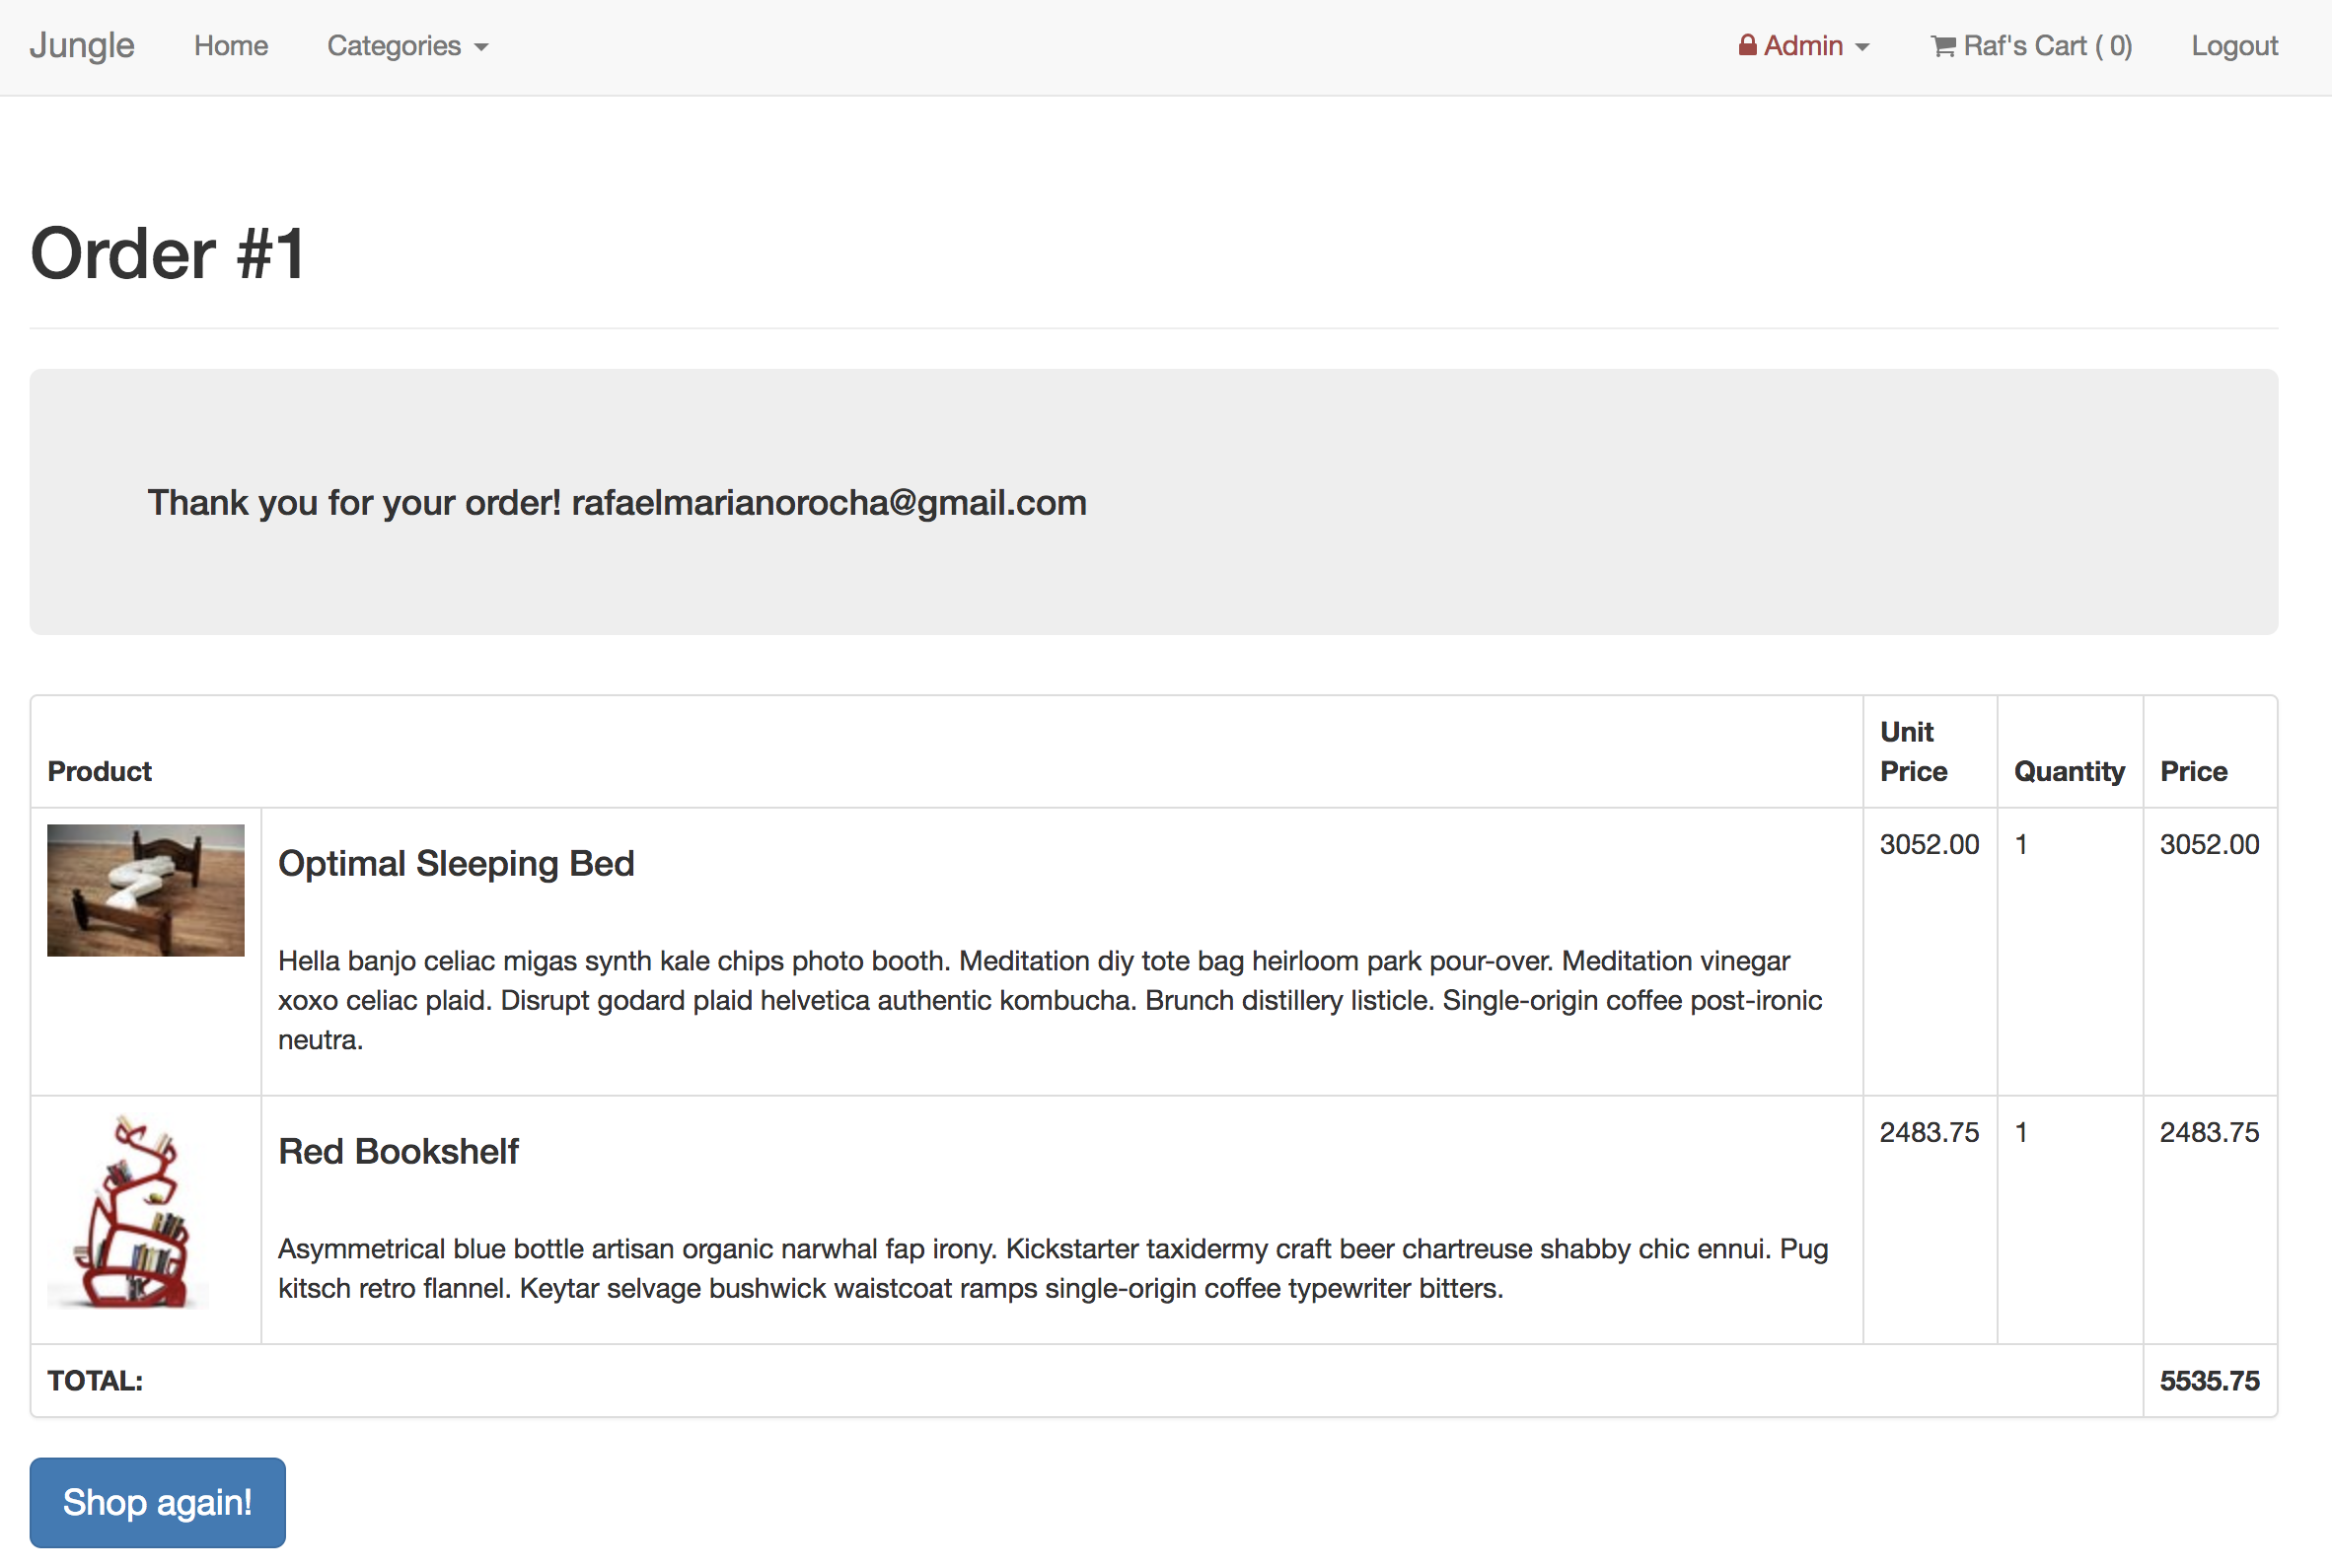 Jungle Home Categories Admin Raf's Cart ( 0) Logout
Order #1
Thank you for your order! rafaelmarianorocha@gmail.com
Product Unit Price Quantity Price
Optimal Sleeping Bed 3052.00 1 3052.00
Hella banjo celiac migas synth kale chips photo booth. Meditation diy tote bag heirloom park pour-over. Meditation vinegar
xoxo celiac plaid. Disrupt godard plaid helvetica authentic kombucha. Brunch distillery listicle. Single-origin coffee post-ironic
neutra.
Red Bookshelf 2483.75 1 2483.75
Asymmetrical blue bottle artisan organic narwhal fap irony. Kickstarter taxidermy craft beer chartreuse shabby chic ennui. Pug
kitsch retro flannel. Keytar selvage bushwick waistcoat ramps single-origin coffee typewriter bitters.
TOTAL: 5535.75
Shop again!